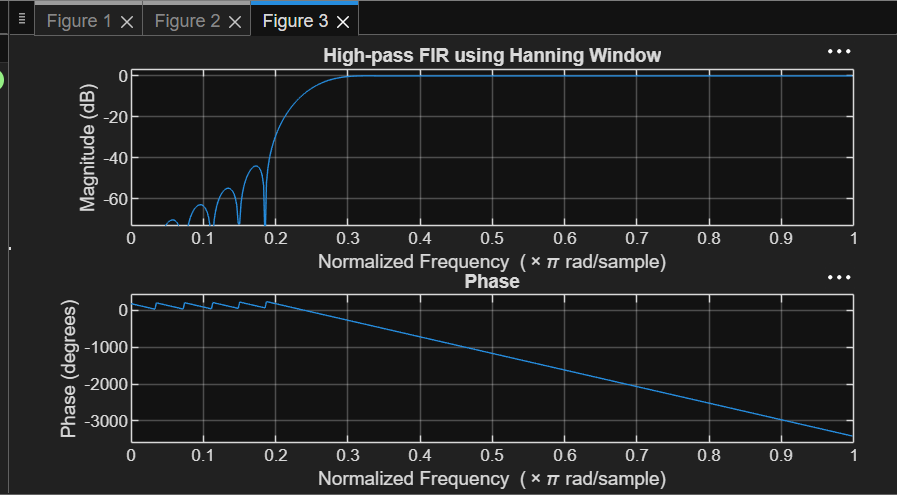 Figure 1 × Figure 2 × Figure 3 ×
High-pass FIR using Hanning Window
Magnitude (dB)
0
-20
-40
-60
0 0.1 0.2 0.3 0.4 0.5 0.6 0.7 0.8 0.9 1
Normalized Frequency (× π rad/sample)
Phase
Phase (degrees)
0
-1000
-2000
-3000
0 0.1 0.2 0.3 0.4 0.5 0.6 0.7 0.8 0.9 1
Normalized Frequency (× π rad/sample)